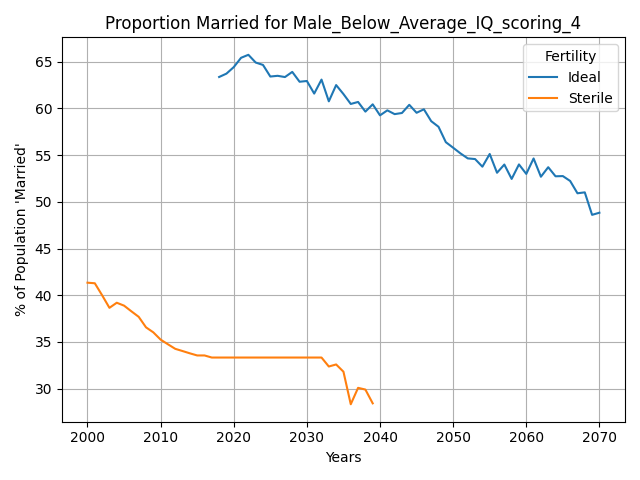 Proportion Married for Male_Below_Average_IQ_scoring_4
Fertility
Ideal
Sterile
% of Population 'Married'
65
60
55
50
45
40
35
30
2000 2010 2020 2030 2040 2050 2060 2070
Years